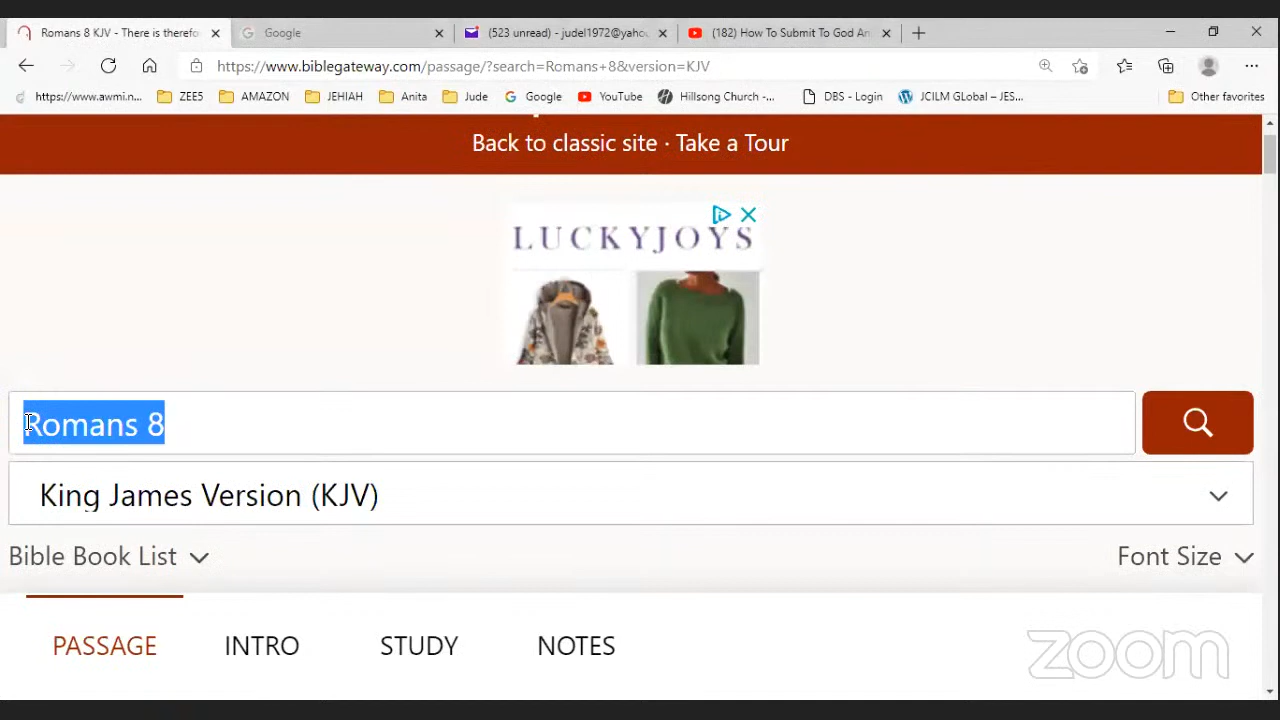 Romans 8 KJV - There is therefo
Google
(523 unread) - judel1972@yaho
(182) How To Submit To God An
https://www.biblegateway.com/passage/?search=Romans+8&version=KJV
https://www.awmi.n...
ZEE5
AMAZON
JEHIAH
Anita
Jude
Google
YouTube
Hillsong Church -...
DBS - Login
JCILM GLobal – JES...
Other favorites
Back to classic site · Take a Tour
LUCKYJOYS
Romans 8
King James Version (KJV)
Bible Book List
Font Size
PASSAGE
INTRO
STUDY
NOTES
zoom